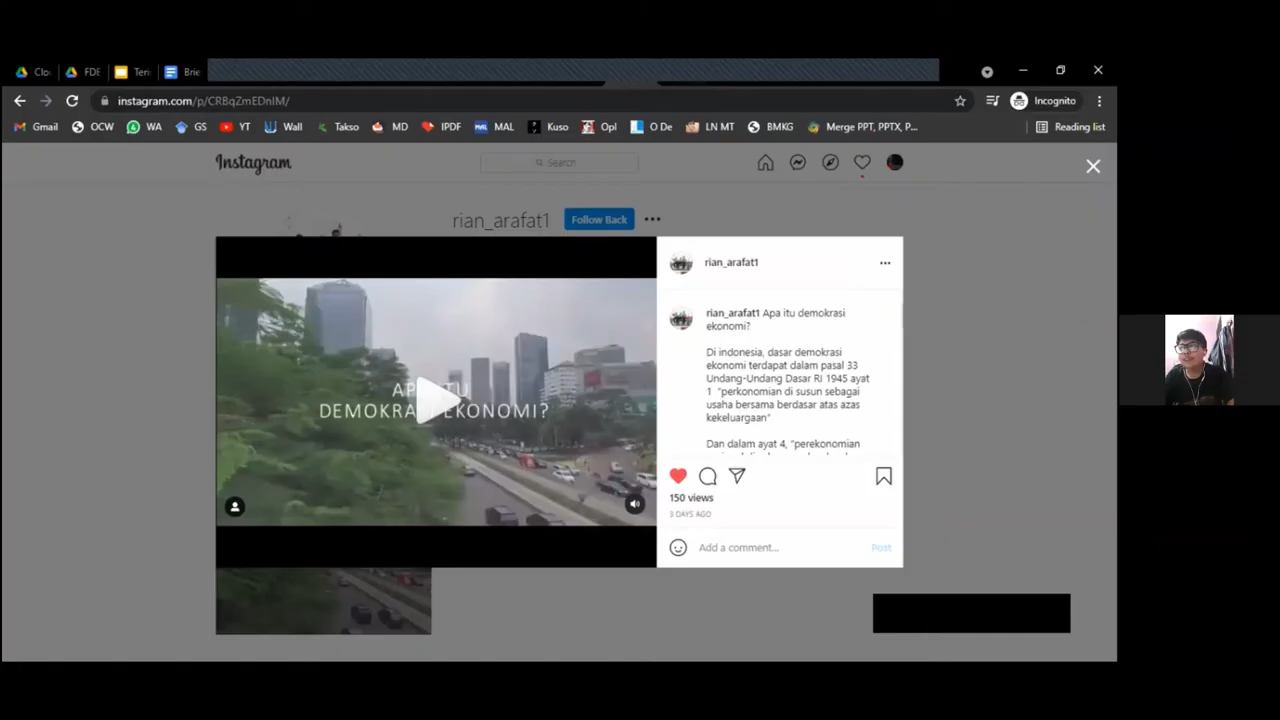 Clo
FDE
Teri
Brie
instagram.com/p/CRBqZmEDnIM/
Incognito
Gmail
OCW
WA
GS
YT
Wall
Takso
MD
IPDF
MAL
MAL
Kuso
Opl
O De
LN MT
BMKG
Merge PPT, PPTX, P...
Reading list
Instagram
Search
rian_arafat1
Follow Back
APA ITU
DEMOKRASI EKONOMI?
rian_arafat1
rian_arafat1 Apa itu demokrasi
ekonomi?
Di indonesia, dasar demokrasi
ekonomi terdapat dalam pasal 33
Undang-Undang Dasar RI 1945 ayat
1 "perkonomian di susun sebagai
usaha bersama berdasar atas azas
kekeluargaan"
Dan dalam ayat 4, "perekonomian
150 views
3 DAYS AGO
Add a comment...
Post